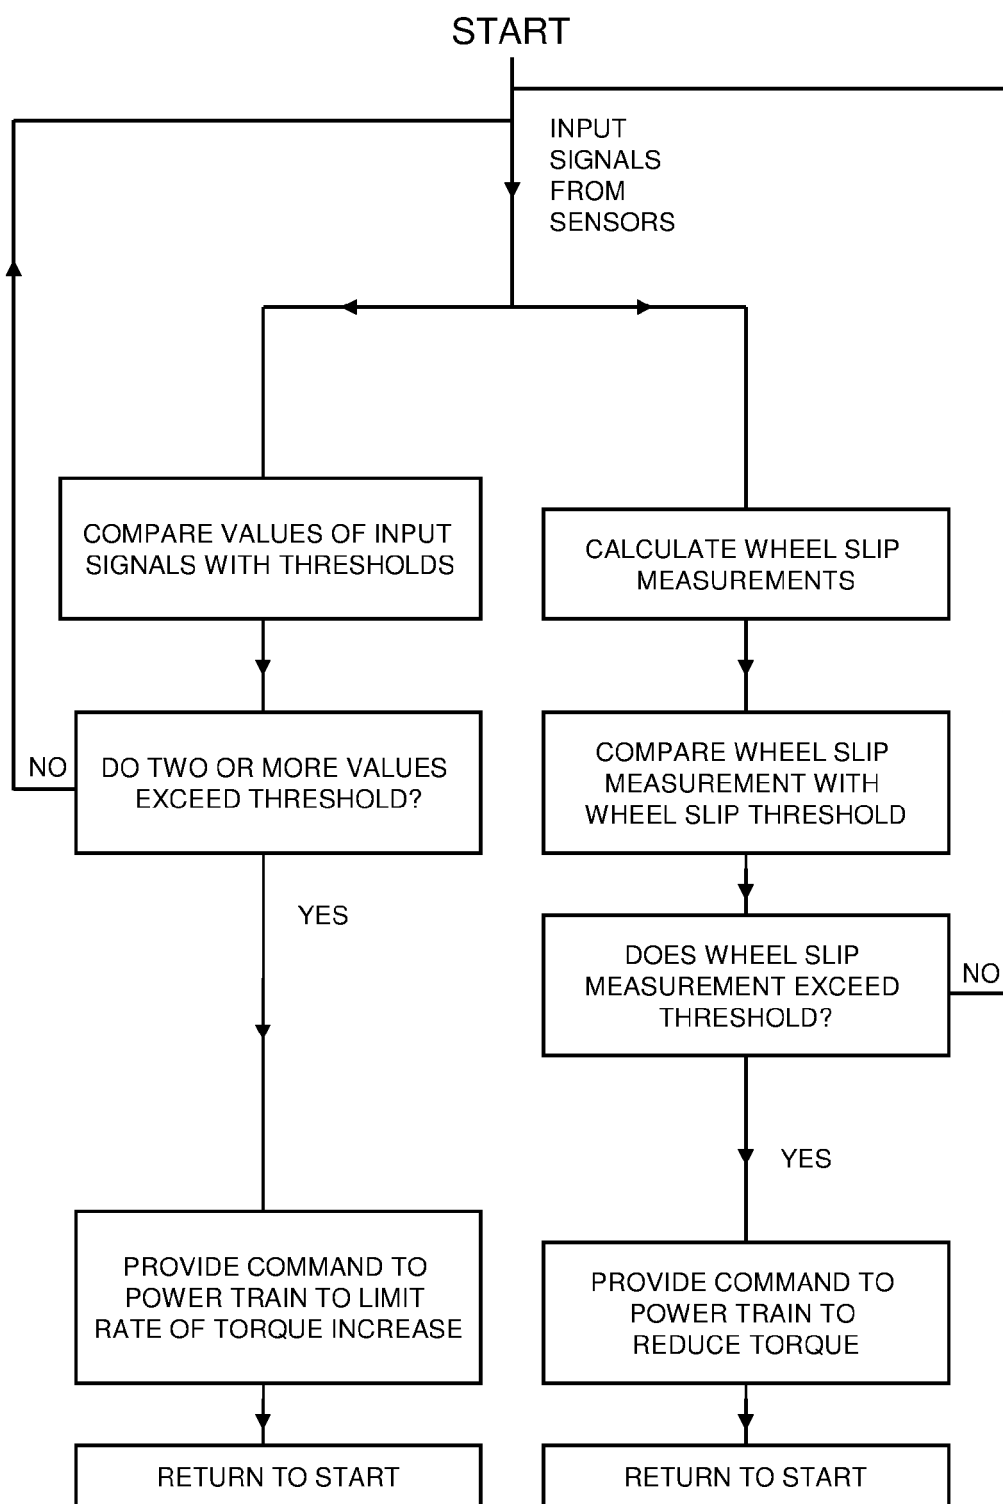 START
INPUT
SIGNALS
FROM
SENSORS
COMPARE VALUES OF INPUT
SIGNALS WITH THRESHOLDS
NO
DO TWO OR MORE VALUES
EXCEED THRESHOLD?
YES
PROVIDE COMMAND TO
POWER TRAIN TO LIMIT
RATE OF TORQUE INCREASE
RETURN TO START
CALCULATE WHEEL SLIP
MEASUREMENTS
COMPARE WHEEL SLIP
MEASUREMENT WITH
WHEEL SLIP THRESHOLD
DOES WHEEL SLIP
MEASUREMENT EXCEED
THRESHOLD?
NO
YES
PROVIDE COMMAND TO
POWER TRAIN TO
REDUCE TORQUE
RETURN TO START